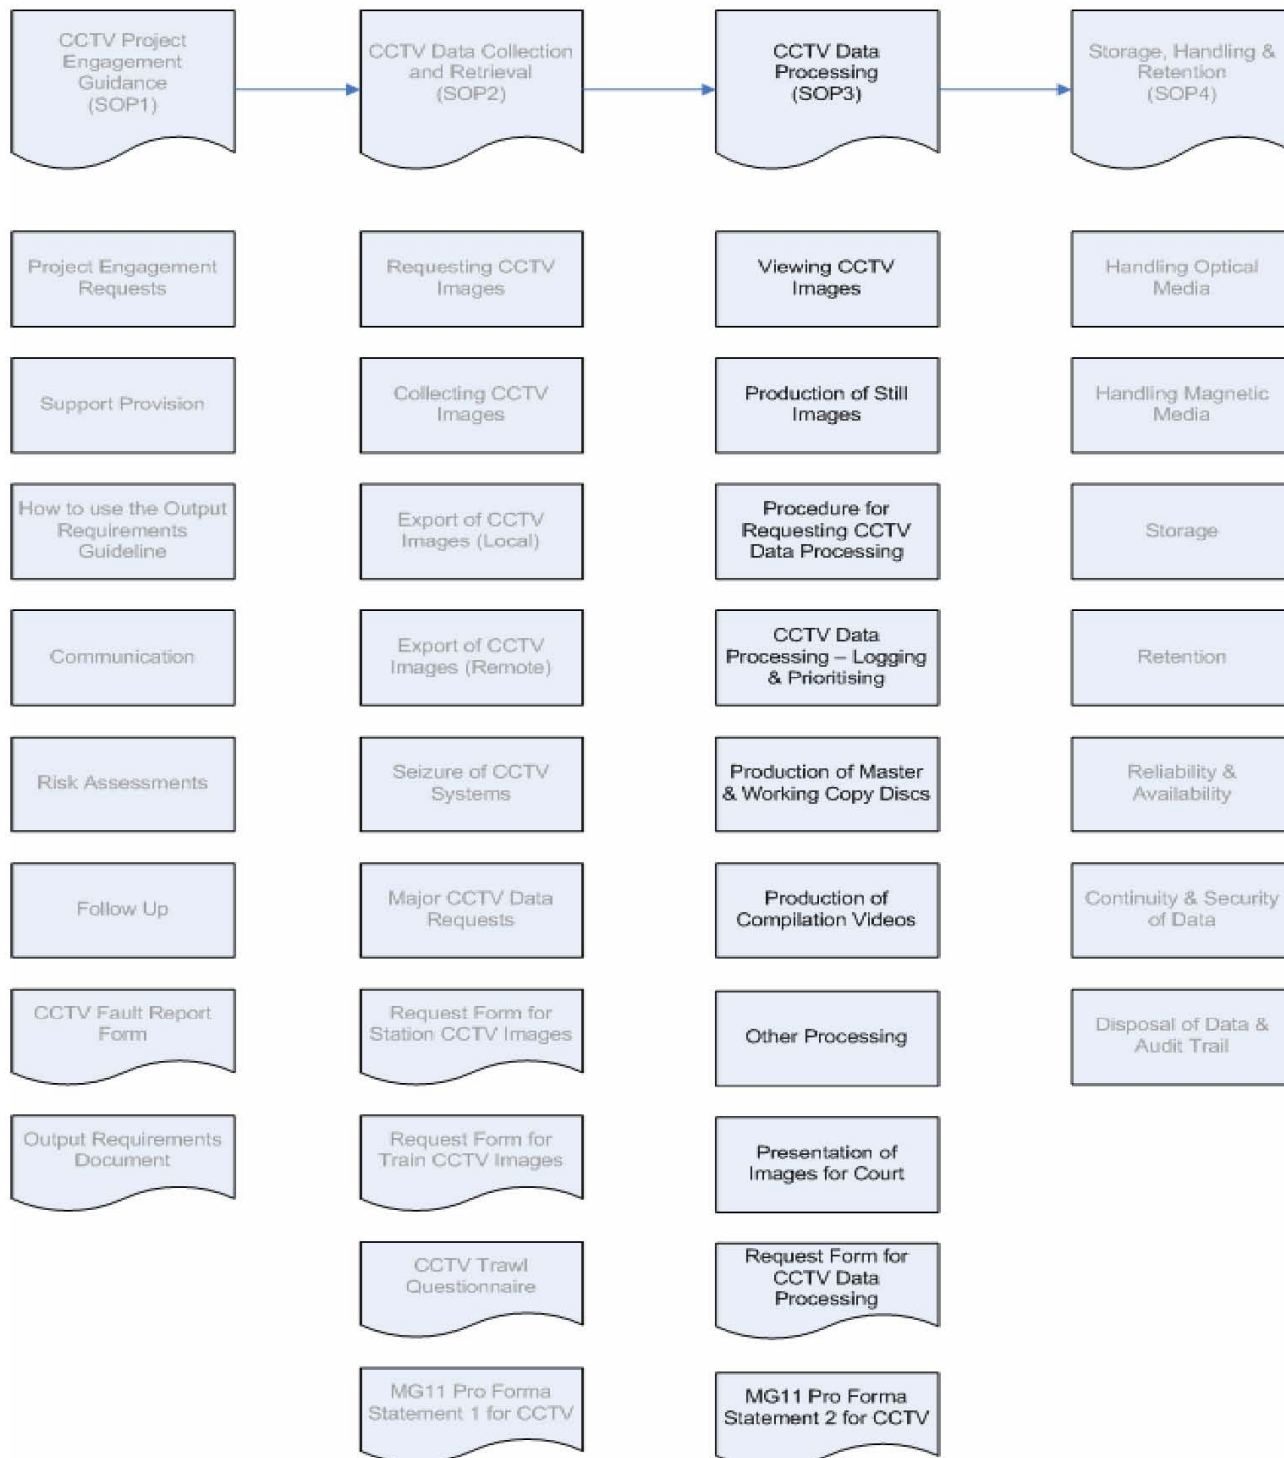 CCTV Project
Engagement
Guidance
(SOP1)
CCTV Data Collection
and Retrieval
(SOP2)
CCTV Data
Processing
(SOP3)
Storage, Handling &
Retention
(SOP4)
Project Engagement
Requests
Requesting CCTV
Images
Viewing CCTV
Images
Handling Optical
Media
Support Provision
Collecting CCTV
Images
Production of Still
Images
Handling Magnetic
Media
How to use the Output
Requirements
Guideline
Export of CCTV
Images (Local)
Procedure for
Requesting CCTV
Data Processing
Storage
Communication
Export of CCTV
Images (Remote)
CCTV Data
Processing – Logging
& Prioritising
Retention
Risk Assessments
Seizure of CCTV
Systems
Production of Master
& Working Copy Discs
Reliability &
Availability
Follow Up
Major CCTV Data
Requests
Production of
Compilation Videos
Continuity & Security
of Data
CCTV Fault Report
Form
Request Form for
Station CCTV Images
Other Processing
Disposal of Data &
Audit Trail
Output Requirements
Document
Request Form for
Train CCTV Images
Presentation of
Images for Court
CCTV Trawl
Questionnaire
Request Form for
CCTV Data
Processing
MG11 Pro Forma
Statement 1 for CCTV
MG11 Pro Forma
Statement 2 for CCTV